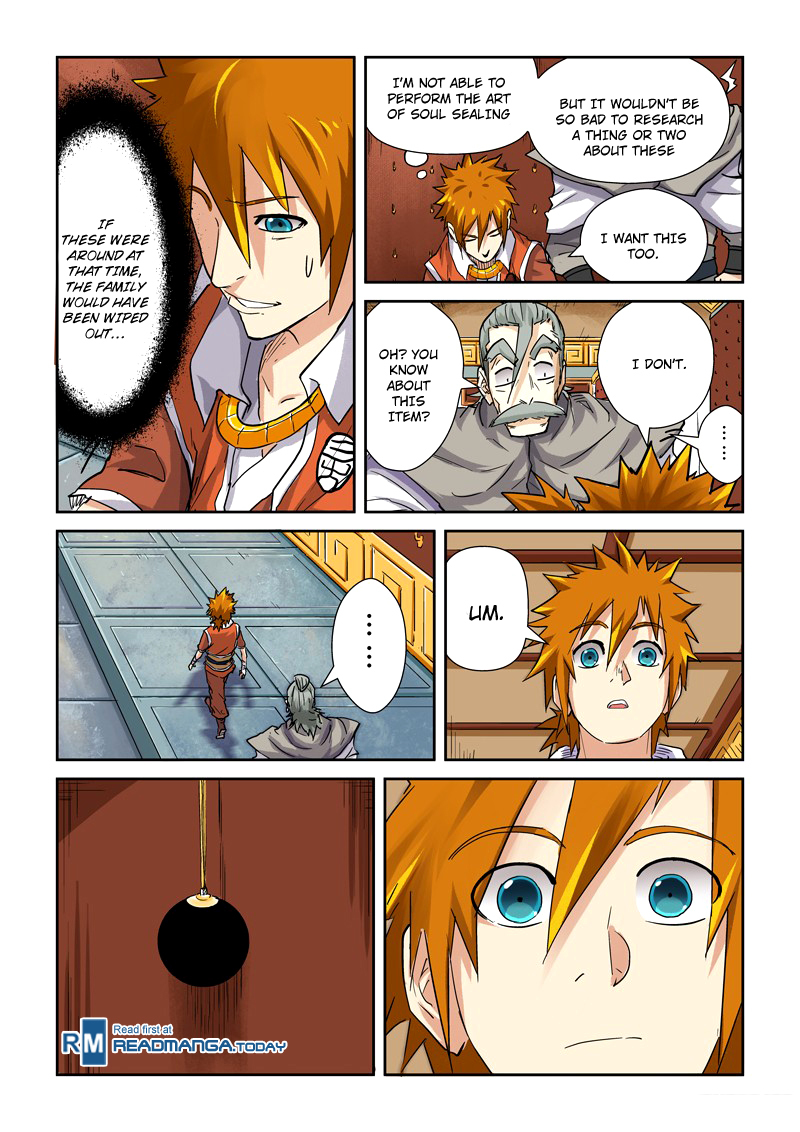 IF
THESE WERE
AROUND AT
THAT TIME,
THE FAMILY
WOULD HAVE
BEEN WIPED
OUT...
I'M NOT ABLE TO
PERFORM THE ART
OF SOUL SEALING
BUT IT WOULDN'T BE
SO BAD TO RESEARCH
A THING OR TWO
ABOUT THESE
I WANT THIS
TOO.
OH? YOU
KNOW
ABOUT
THIS
ITEM?
I DON'T.
......
......
UM.
RM
Read first at
READMANGA.TODAY